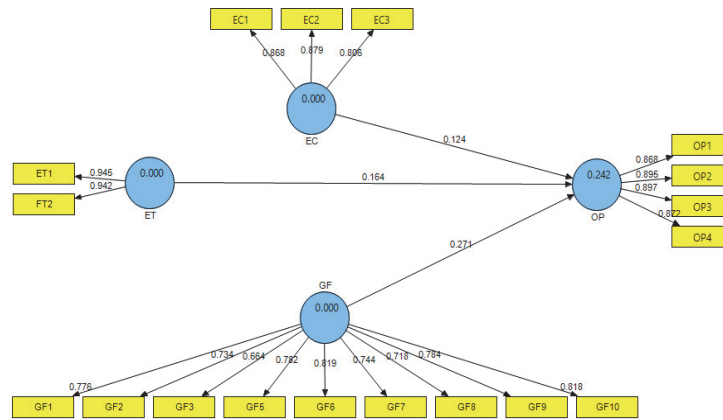 EC1 EC2 EC3
0.868 0.879 0.806
0.000
EC
0.124
ET1 0.946 0.000
FT2 0.942
ET
0.164
0.242
OP
0.868 OP1
0.895 OP2
0.897 OP3
0.872 OP4
0.271
GF
0.000
0.776 0.734 0.664 0.782 0.819 0.744 0.718 0.784 0.818
GF1 GF2 GF3 GF5 GF6 GF7 GF8 GF9 GF10